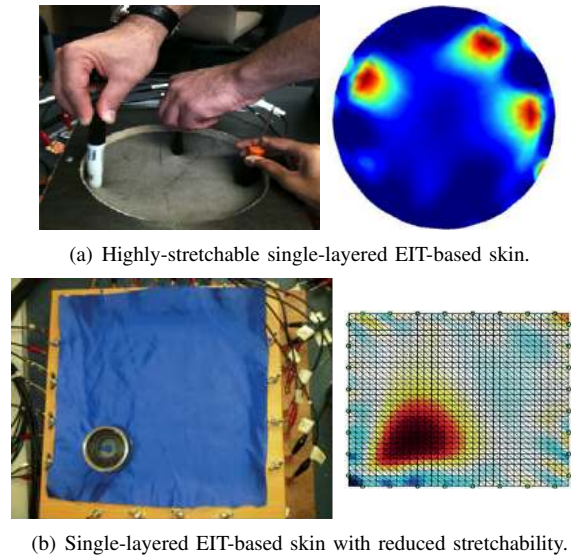 (a) Highly-stretchable single-layered EIT-based skin.
(b) Single-layered EIT-based skin with reduced stretchability.